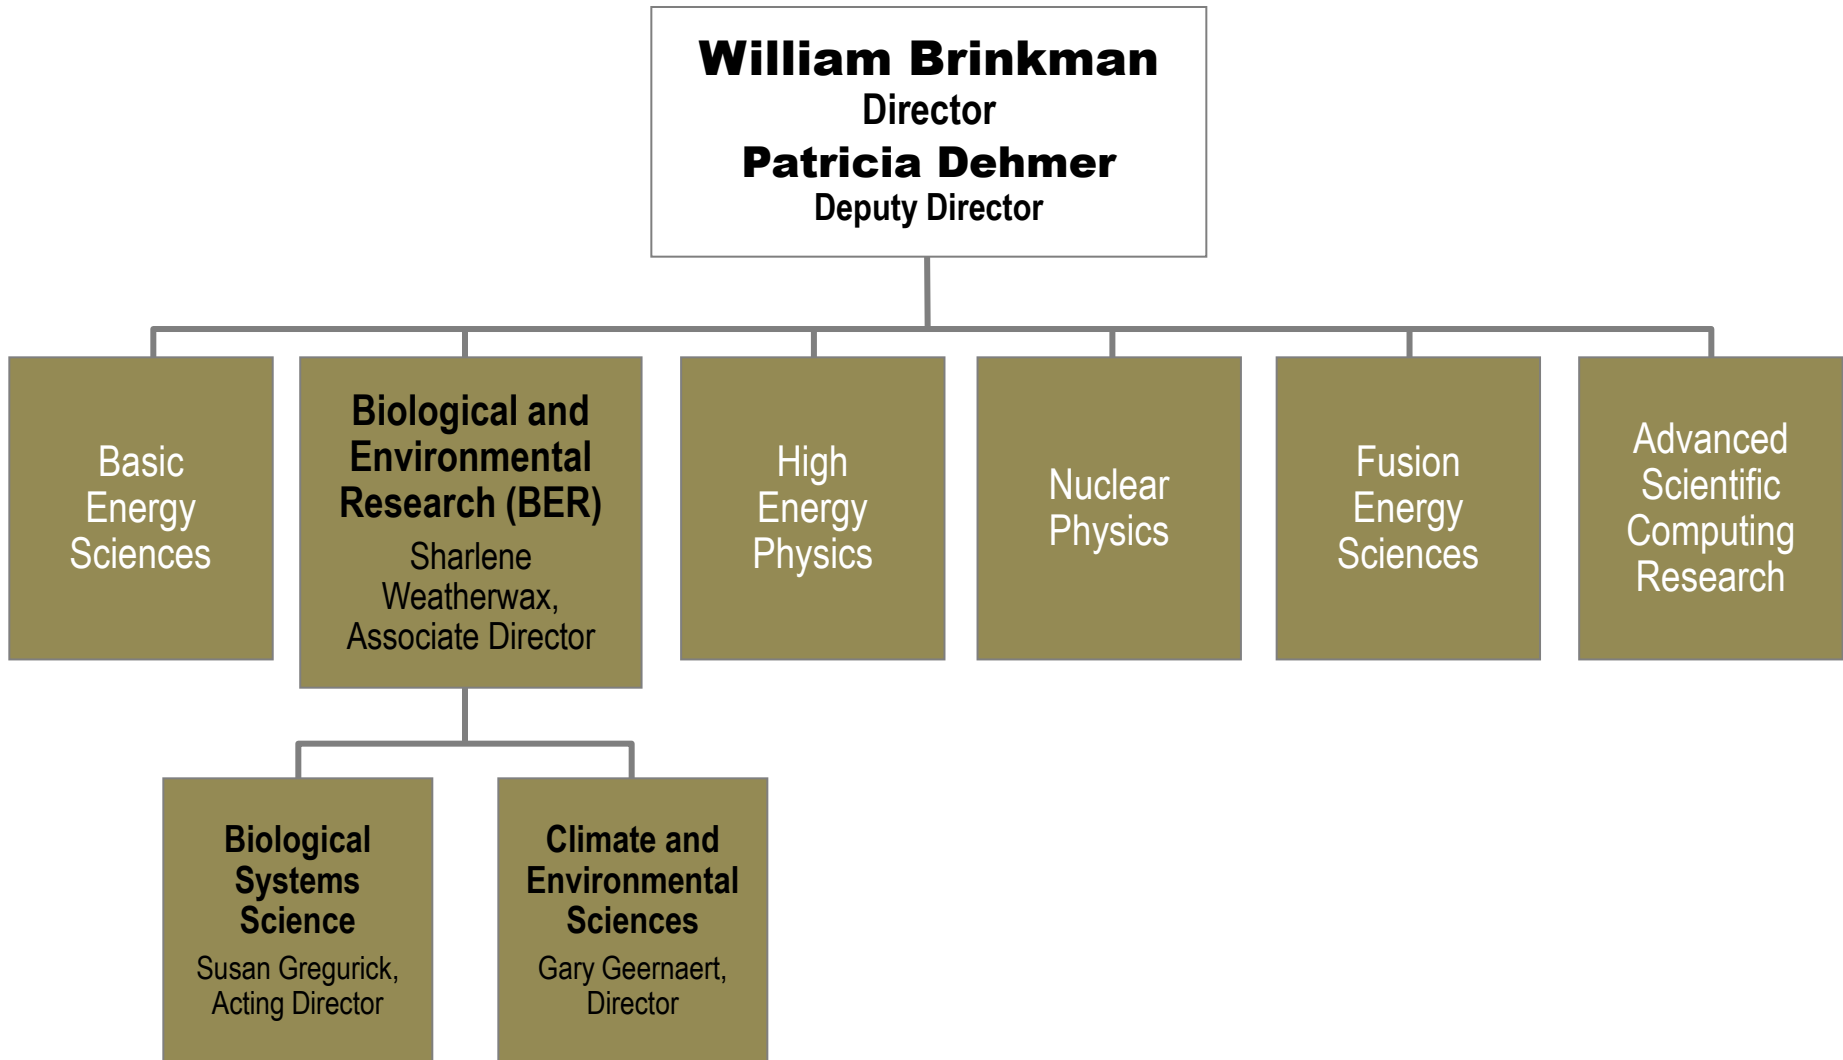 William Brinkman
Director
Patricia Dehmer
Deputy Director
Basic
Energy
Sciences
Biological and
Environmental
Research (BER)
Sharlene
Weatherwax,
Associate Director
High
Energy
Physics
Nuclear
Physics
Fusion
Energy
Sciences
Advanced
Scientific
Computing
Research
Biological
Systems
Science
Susan Gregurick,
Acting Director
Climate and
Environmental
Sciences
Gary Geernaert,
Director